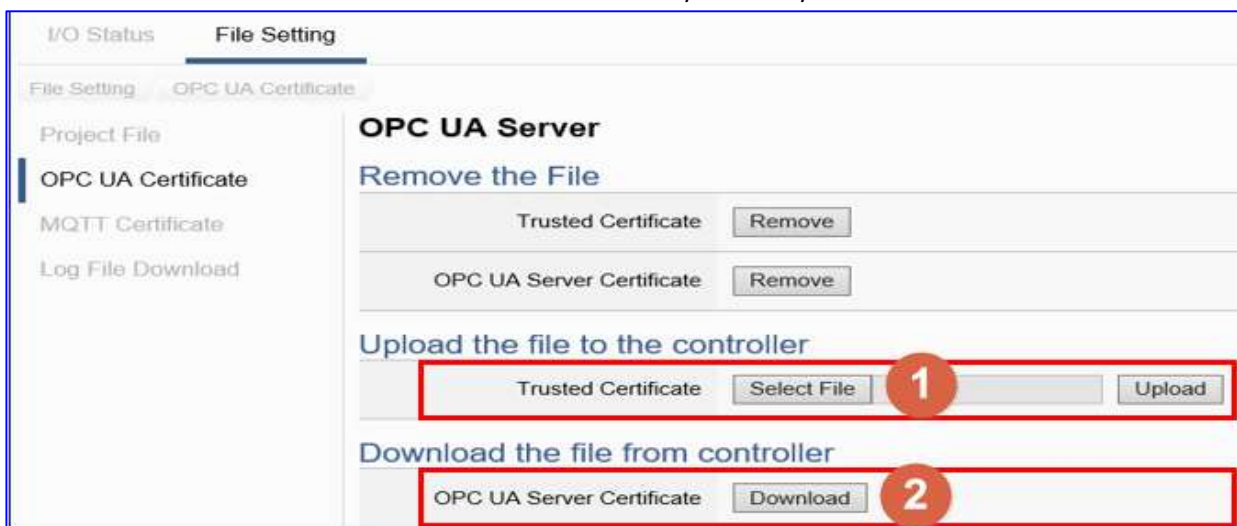 I/O Status File Setting
File Setting OPC UA Certificate
Project File
OPC UA Certificate
MQTT Certificate
Log File Download
OPC UA Server
Remove the File
Trusted Certificate Remove
OPC UA Server Certificate Remove
Upload the file to the controller
Trusted Certificate Select File 1 Upload
Download the file from controller
OPC UA Server Certificate Download 2